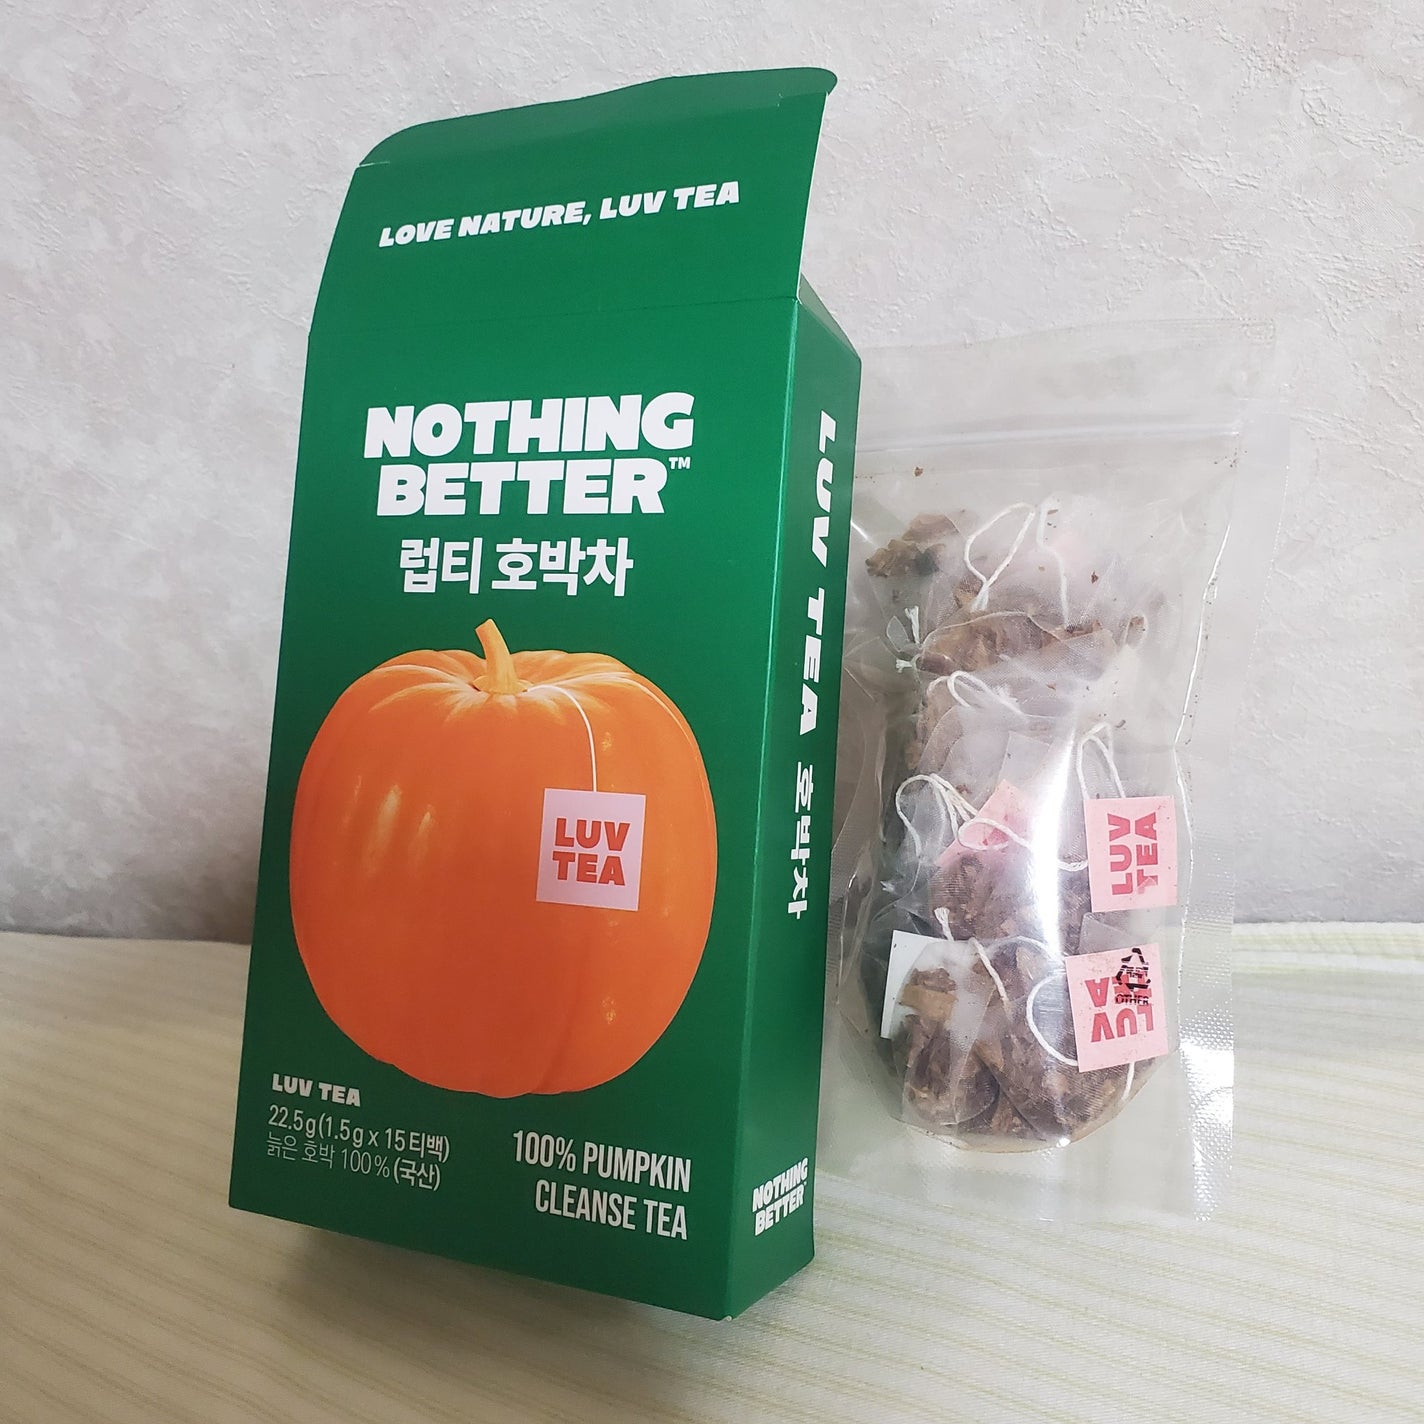 LOVE NATURE, LUV TEA
NOTHING
BETTER™
럽티 호박차
LUV
TEA
LUV TEA
22.5g(1.5g x 15티백)
늙은 호박 100%(국산)
100% PUMPKIN
CLEANSE TEA
LUV TEA 호박차
NOTHING
BETTER
LUV
TEA
LUV
TEA
OTHER